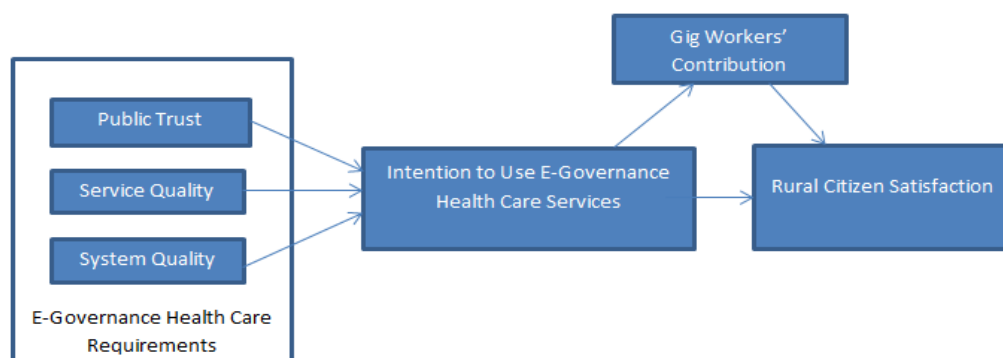 Gig Workers'
Contribution
Public Trust
Service Quality
System Quality
E-Governance Health Care
Requirements
Intention to Use E-Governance
Health Care Services
Rural Citizen Satisfaction